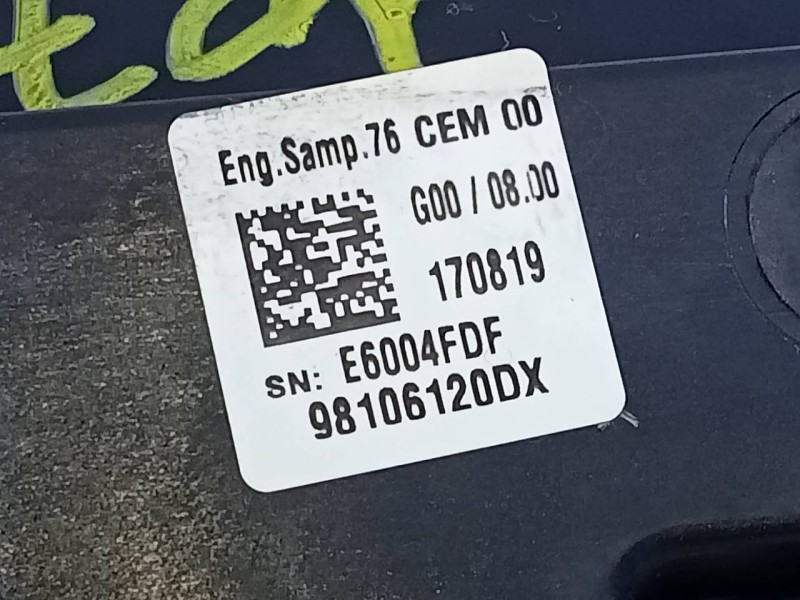 Eng.Samp.76 CEM 00
G00 / 08.00
170819
SN: E6004FDF
98106120DX